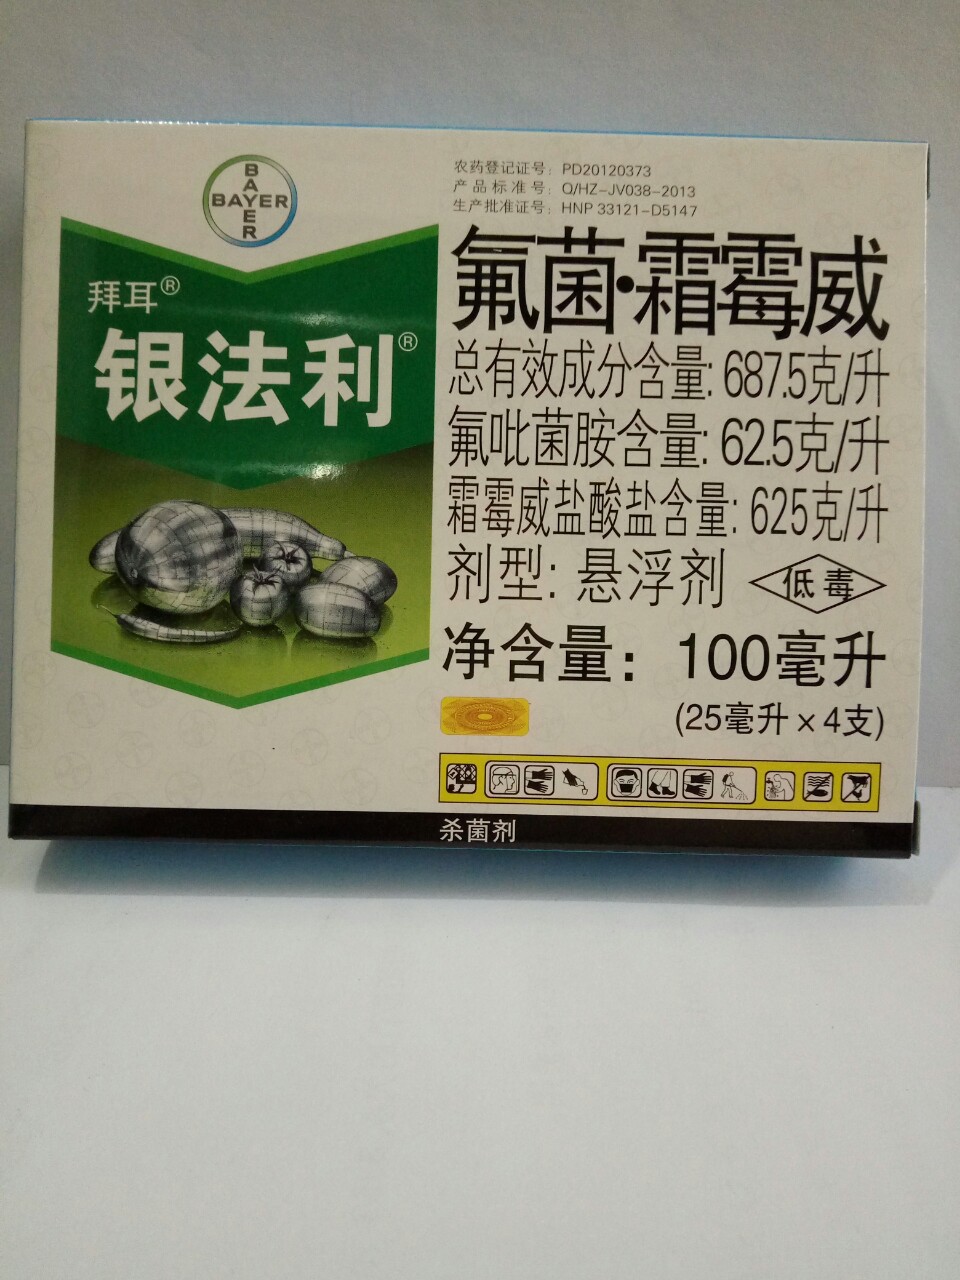 BAYER
BAYER
农药登记证号：PD20120373
产品标准号：Q/HZ-JV038-2013
生产批准证号：HNP 33121-D5147
拜耳®
银法利®
氟菌·霜霉威
总有效成分含量：687.5克/升
氟吡菌胺含量：62.5克/升
霜霉威盐酸盐含量：625克/升
剂型：悬浮剂
低毒
净含量：100毫升
(25毫升×4支)
杀菌剂